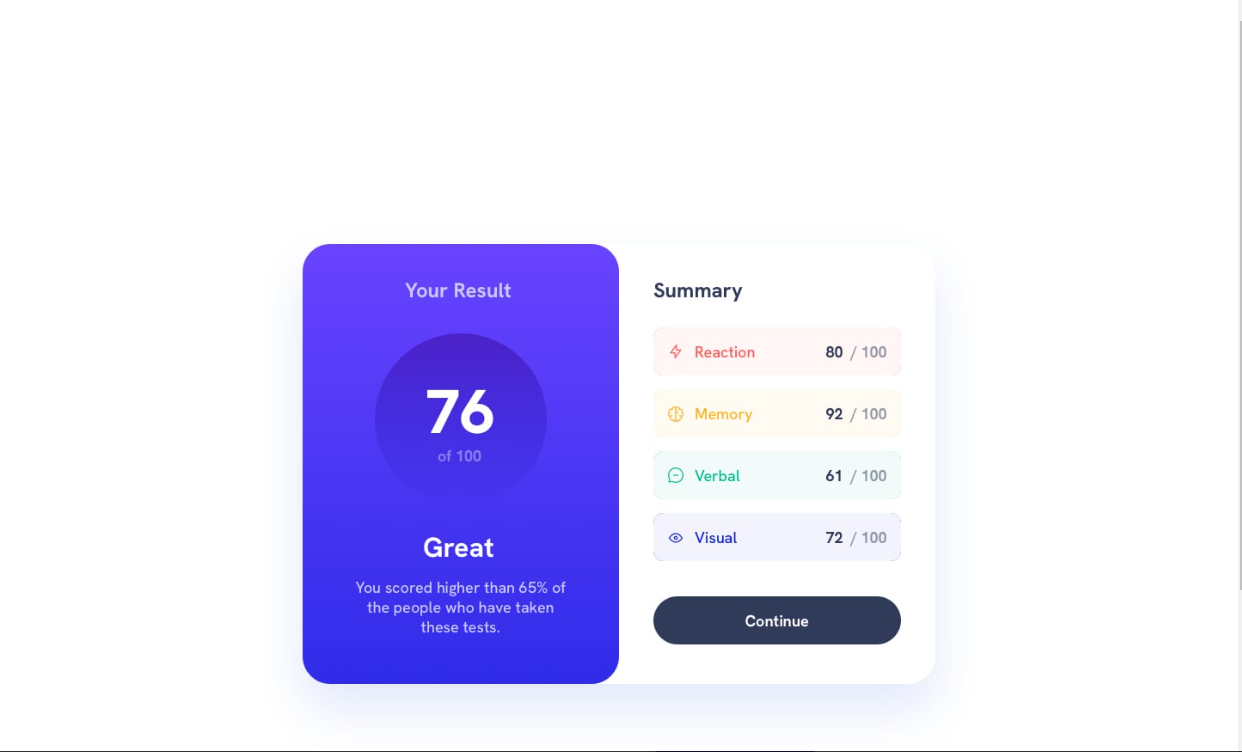 Your Result
76
of 100
Great
You scored higher than 65% of
the people who have taken
these tests.
Summary
Reaction 80 / 100
Memory 92 / 100
Verbal 61 / 100
Visual 72 / 100
Continue